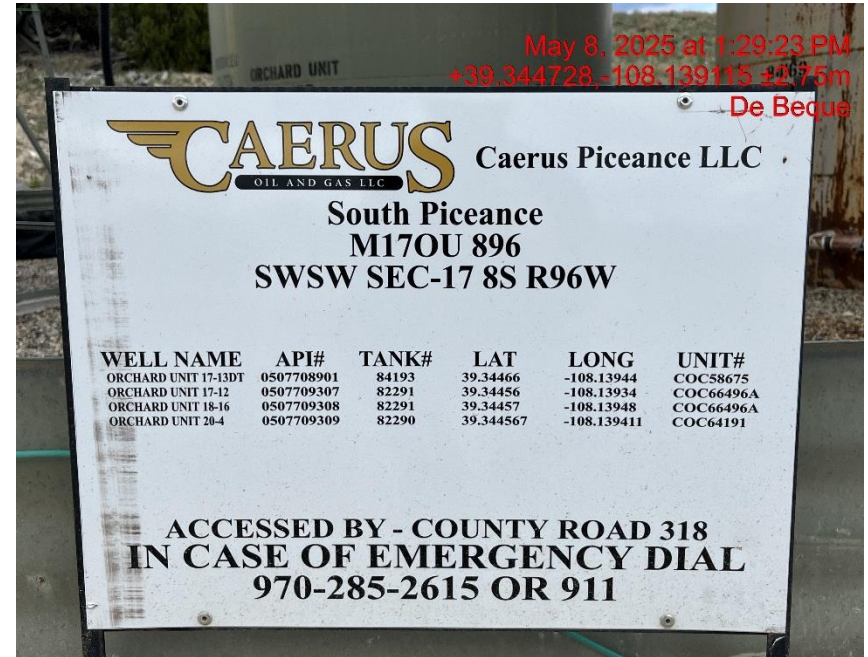 ORCHARD UNIT
May 8, 2025 at 1:29:23 PM
+39.344728,-108.139115 ±2.75m
De Beque
CAERUS
OIL AND GAS LLC
Caerus Piceance LLC
South Piceance
M17OU 896
SWSW SEC-17 8S R96W
WELL NAME API# TANK# LAT LONG UNIT#
ORCHARD UNIT 17-13DT 0507708901 84193 39.34466 -108.13944 COC58675
ORCHARD UNIT 17-12 0507709307 82291 39.34456 -108.13934 COC66496A
ORCHARD UNIT 18-16 0507709308 82291 39.34457 -108.13948 COC66496A
ORCHARD UNIT 20-4 0507709309 82290 39.344567 -108.139411 COC64191
ACCESSED BY - COUNTY ROAD 318
IN CASE OF EMERGENCY DIAL
970-285-2615 OR 911